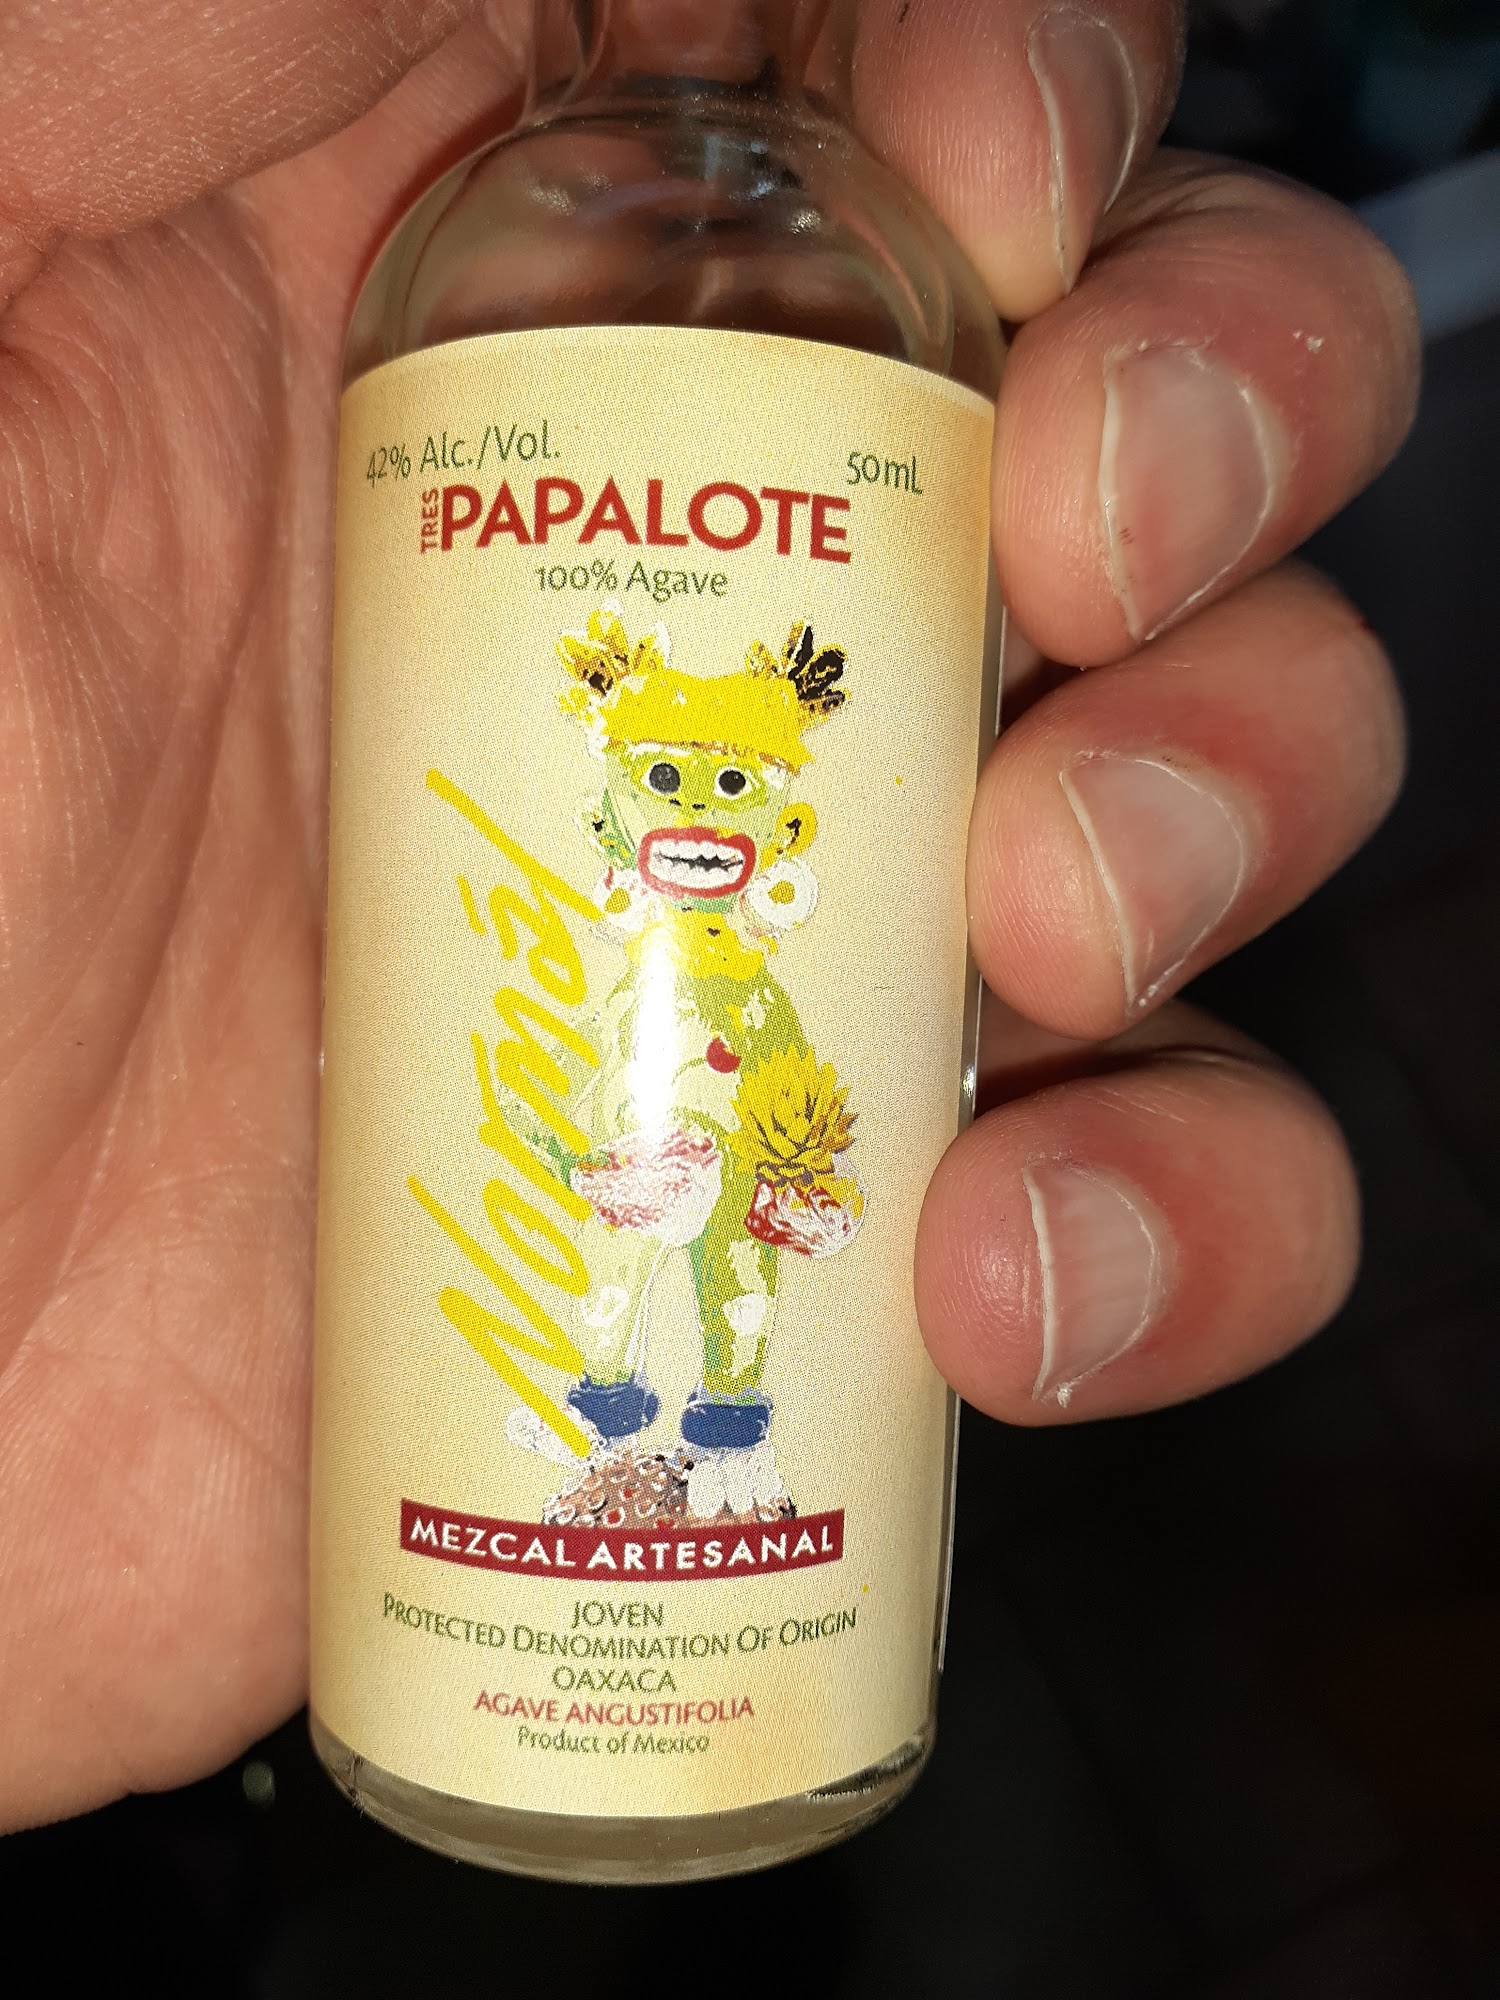 42% Alc./Vol.
50mL
TRES PAPALOTE
100% Agave
MEZCAL ARTESANAL
JOVEN
PROTECTED DENOMINATION OF ORIGIN
OAXACA
AGAVE ANGUSTIFOLIA
Product of Mexico